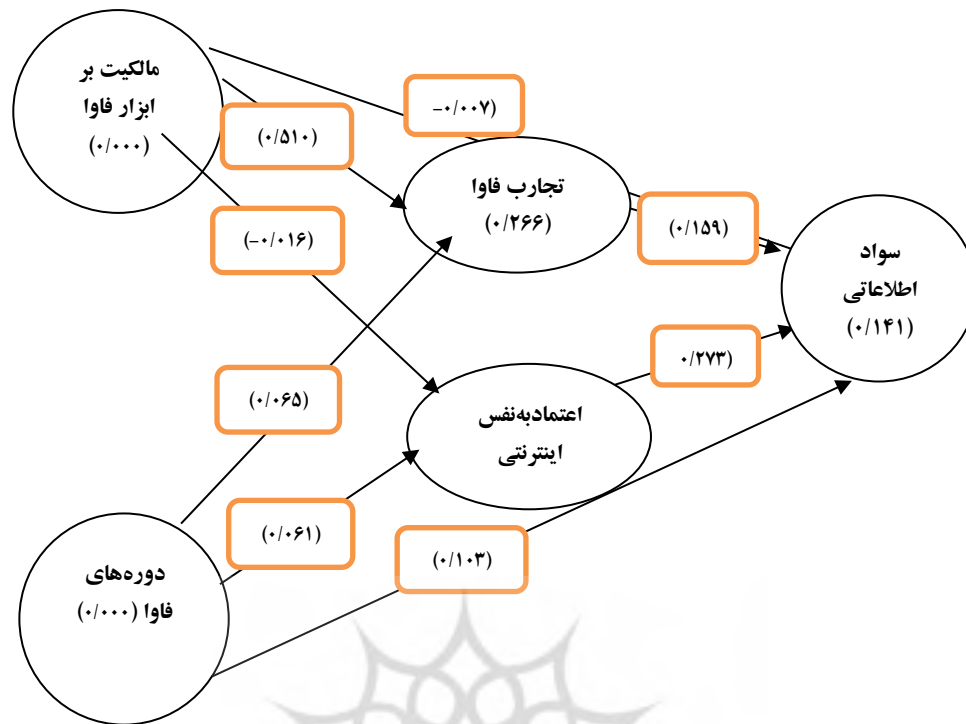 مالکیت بر
ابزار فاوا
(۰/۰۰۰)
-۰/۰۰۷)
(۰/۵۱۰)
تجارب فاوا
(۰/۲۶۶)
(۰/۱۵۹)
(-۰/۰۱۶)
سواد
اطلاعاتی
(۰/۱۴۱)
۰/۲۷۳)
(۰/۰۶۵)
اعتمادبه‌نفس
اینترنتی
(۰/۰۶۱)
(۰/۱۰۳)
دوره‌های
فاوا (۰/۰۰۰)